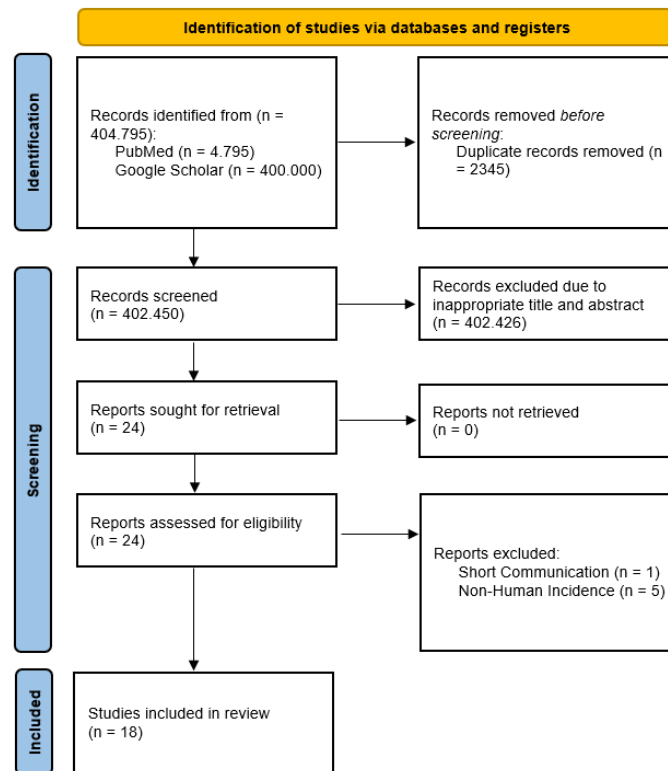 Identification of studies via databases and registers
Identification
Records identified from (n =
404.795):
PubMed (n = 4.795)
Google Scholar (n = 400.000)
Records removed before
screening:
Duplicate records removed (n
= 2345)
Screening
Records screened
(n = 402.450)
Records excluded due to
inappropriate title and abstract
(n = 402.426)
Reports sought for retrieval
(n = 24)
Reports not retrieved
(n = 0)
Reports assessed for eligibility
(n = 24)
Reports excluded:
Short Communication (n = 1)
Non-Human Incidence (n = 5)
Included
Studies included in review
(n = 18)